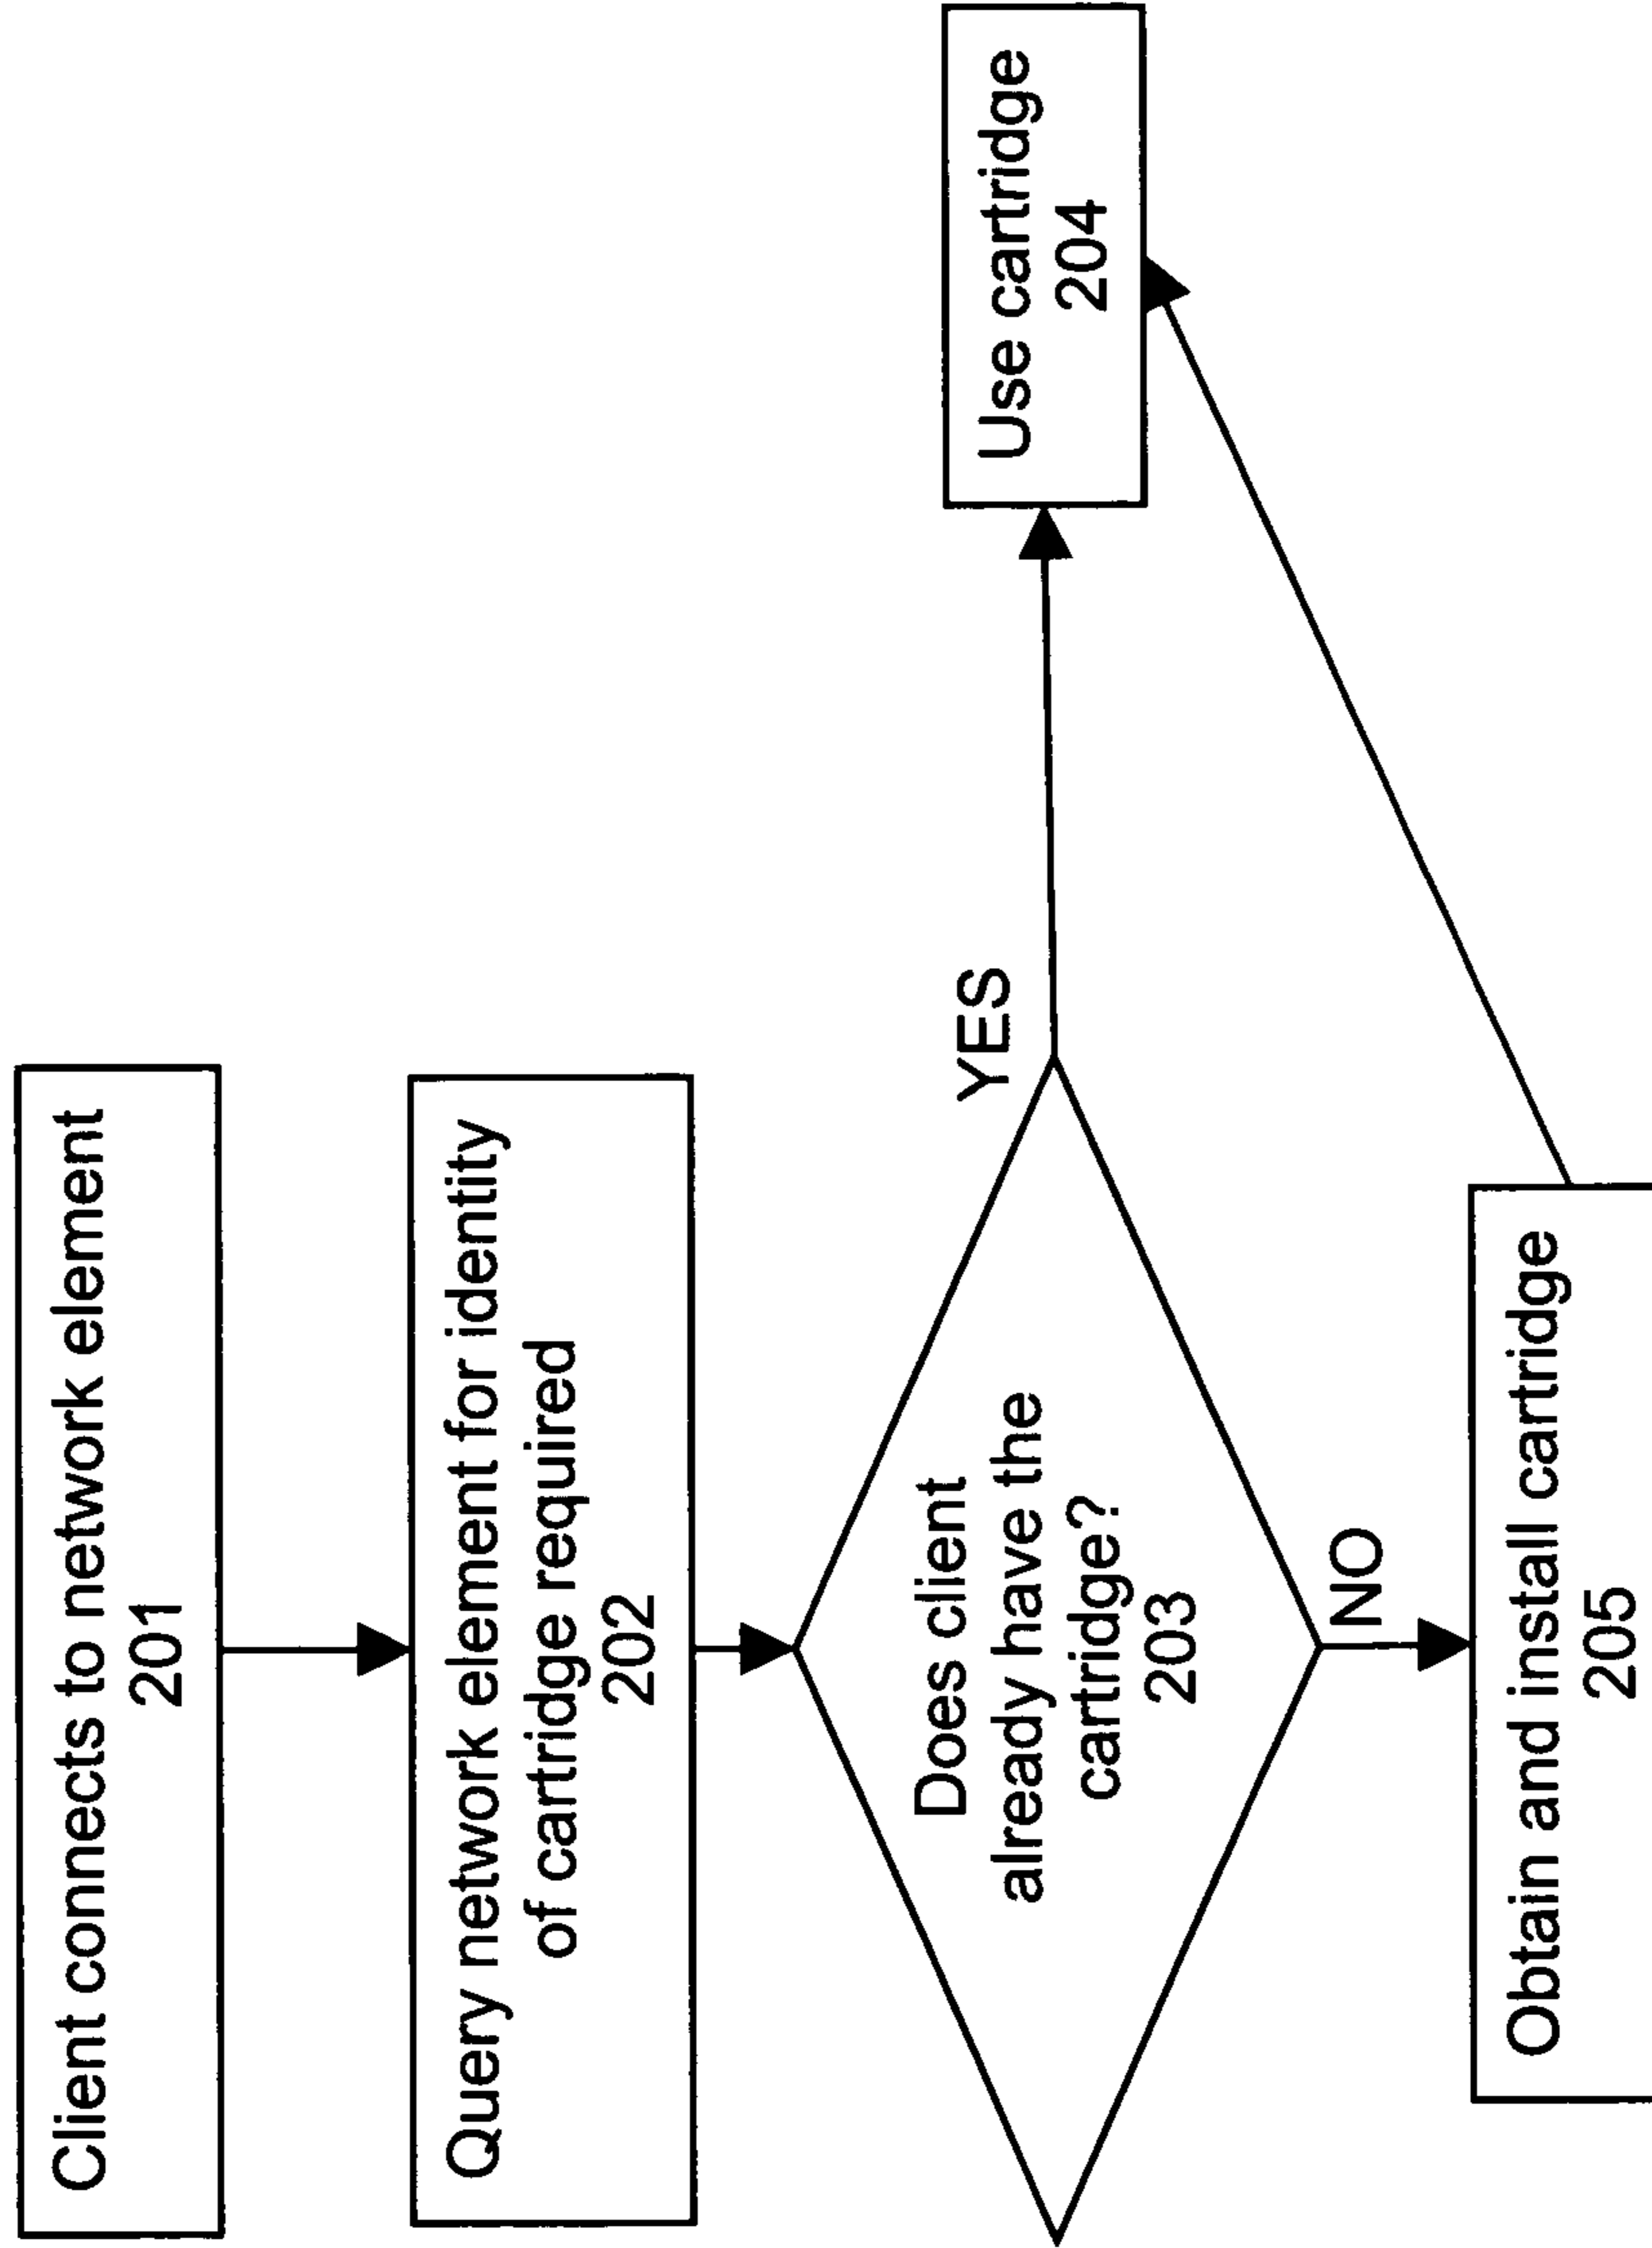 Client connects to network element
201
Query network element for identity
of cartridge required
202
Does client
already have the
cartridge?
203
YES
Use cartridge
204
NO
Obtain and install cartridge
205